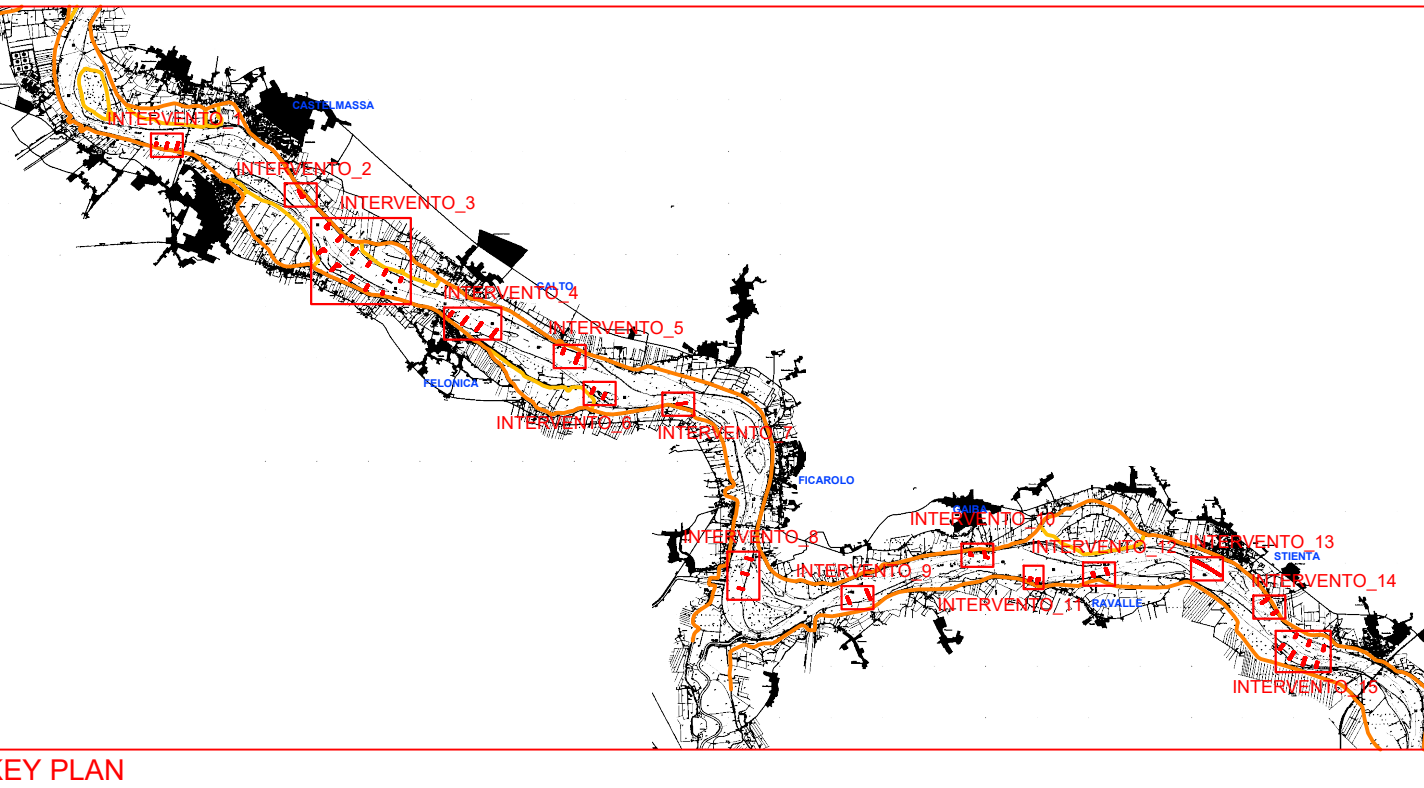 CASTELMASSA
INTERVENTO_1
INTERVENTO_2
INTERVENTO_3
CALTO
INTERVENTO_4
INTERVENTO_5
FELONICA
INTERVENTO_6
INTERVENTO_7
FICAROLO
GAIBA
INTERVENTO_10
INTERVENTO_8
INTERVENTO_12
INTERVENTO_13
STIENTA
INTERVENTO_9
INTERVENTO_14
INTERVENTO_11
RAVALLE
INTERVENTO_15
KEY PLAN